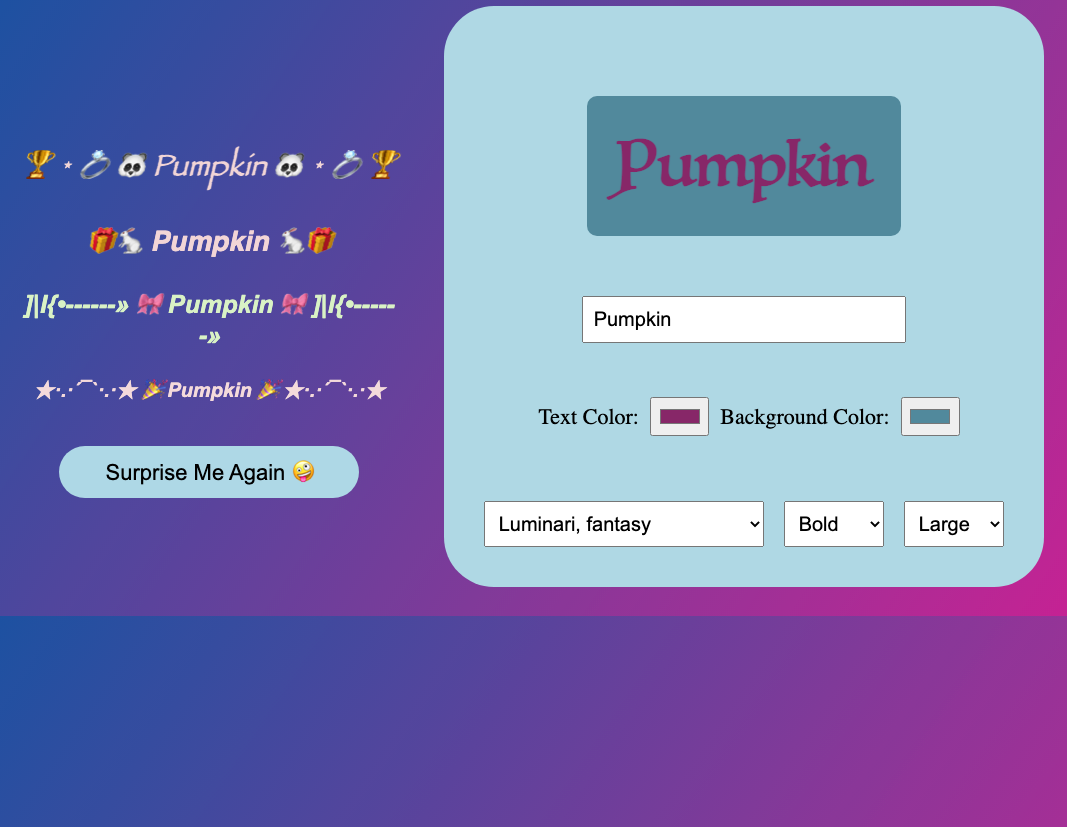 🏆 ⋆ 💍 🐼 Pumpkin 🐼 ⋆ 💍 🏆
🎁🐇 Pumpkin 🐇🎁
]|I{•------» 🎀 Pumpkin 🎀 ]|I{•-----
-»
★·.·´¯`·.·★ 🎉 Pumpkin 🎉 ★·.·´¯`·.·★
Surprise Me Again 🤪
Pumpkin
Pumpkin
Text Color: Background Color:
Luminari, fantasy Bold Large